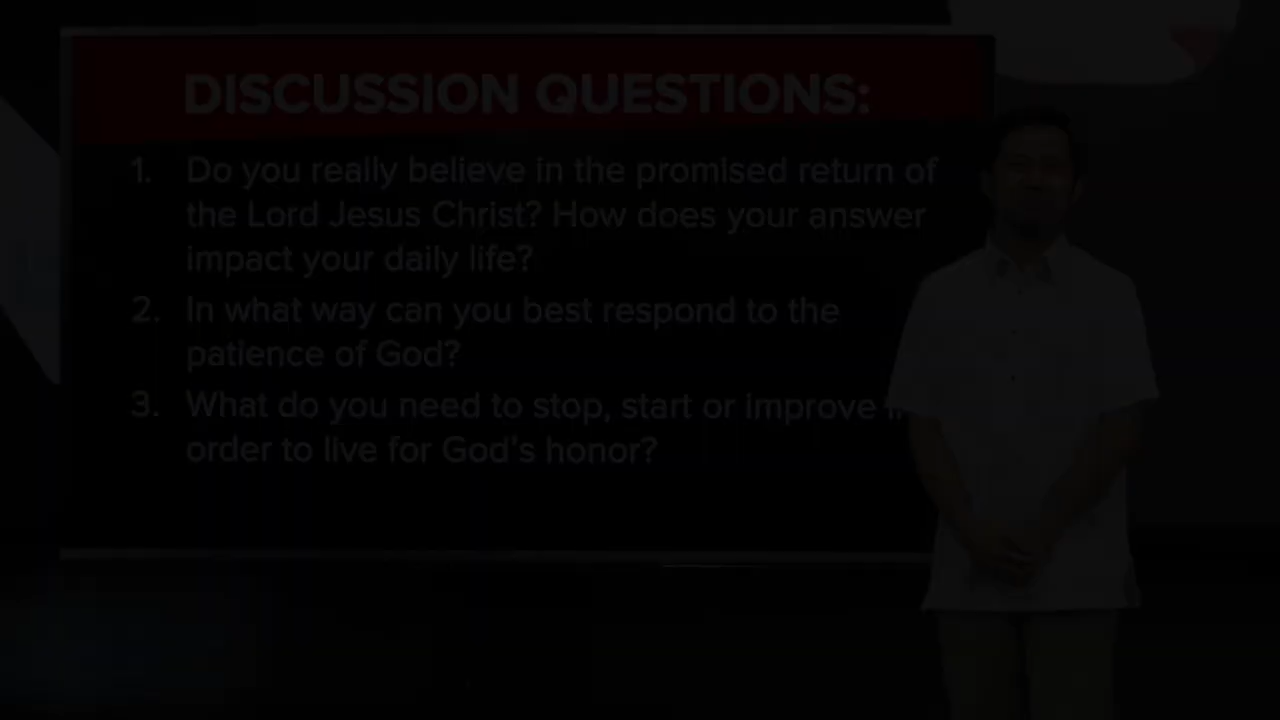 DISCUSSION QUESTIONS:
1. Do you really believe in the promised return of
the Lord Jesus Christ? How does your answer
impact your daily life?
2. In what way can you best respond to the
patience of God?
3. What do you need to stop, start or improve
order to live for God's honor?